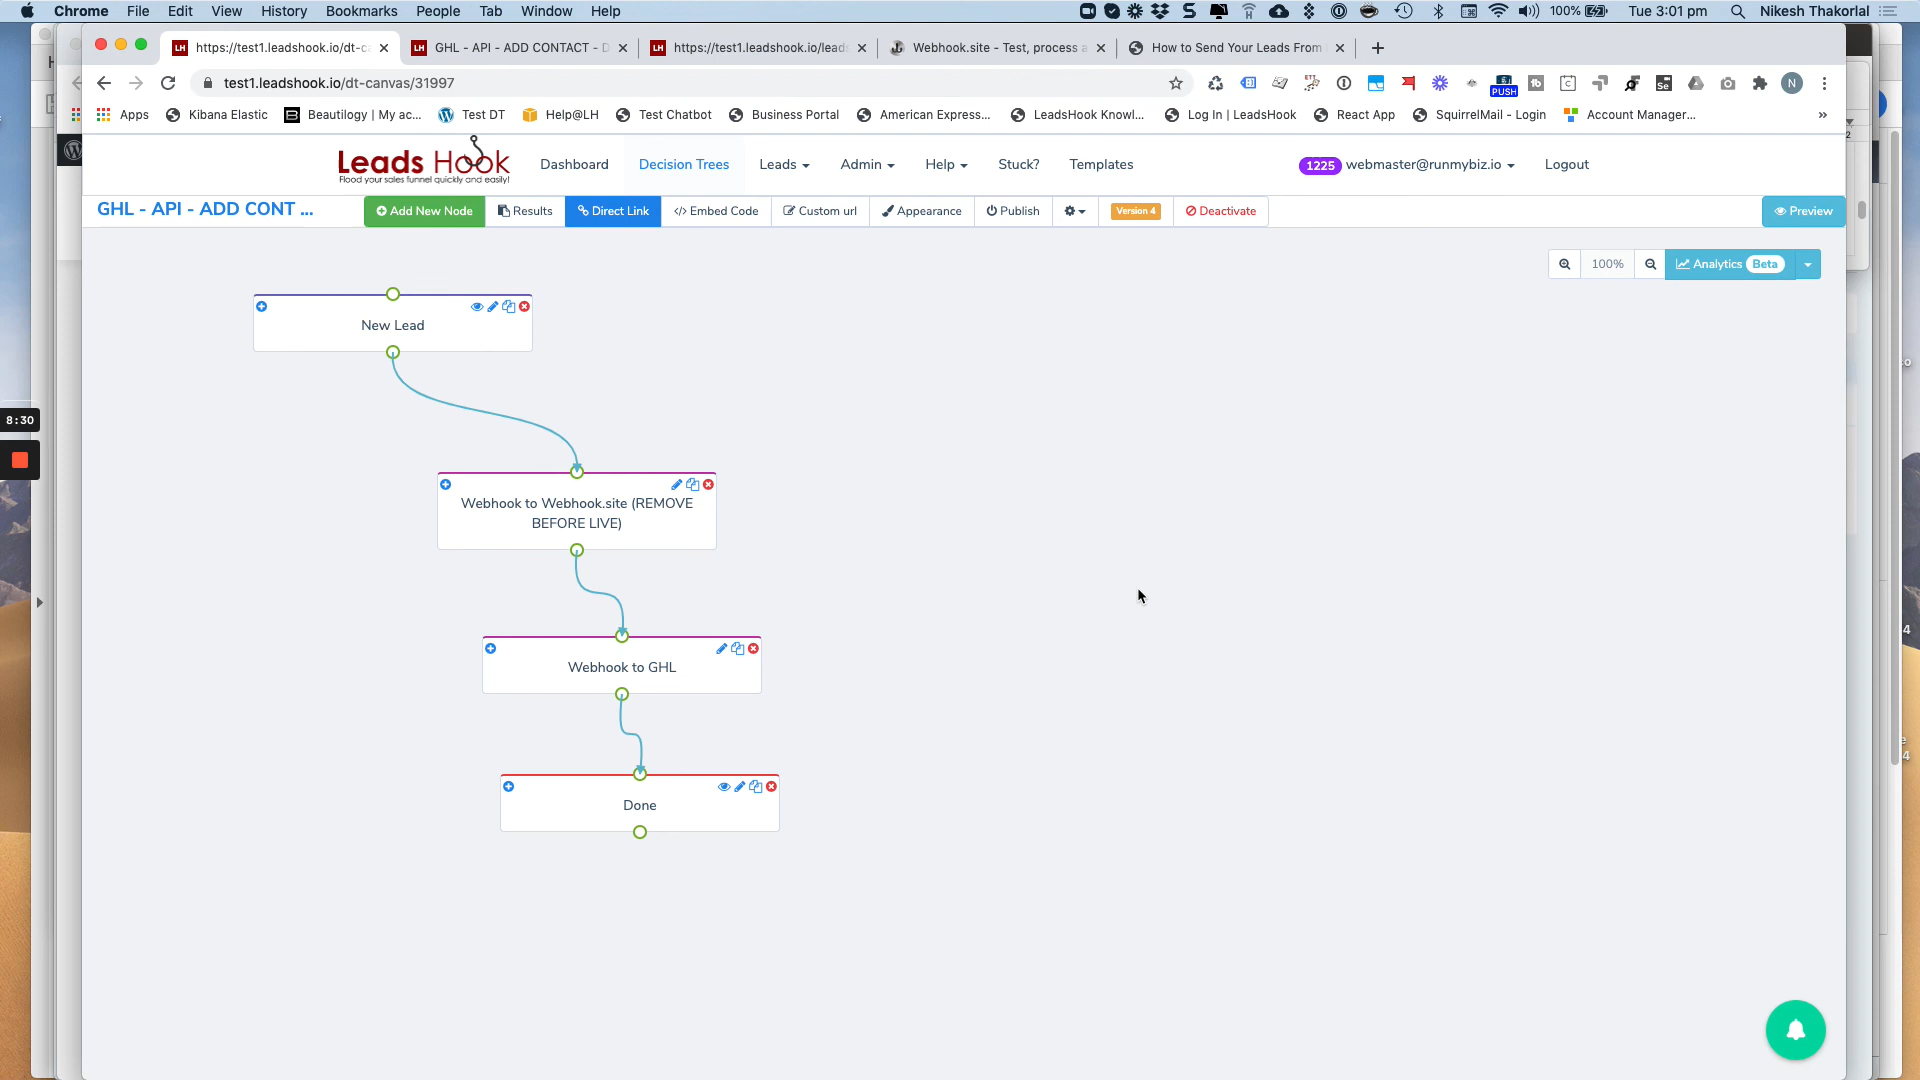 Chrome File Edit View History Bookmarks People Tab Window Help 100% Tue 3:01 pm Nikesh Thakorlal
https://test1.leadshook.io/dt-c GHL - API - ADD CONTACT - D https://test1.leadshook.io/lead Webhook.site - Test, process a How to Send Your Leads From
test1.leadshook.io/dt-canvas/31997 PUSH N
Apps Kibana Elastic Beautilogy | My ac... Test DT Help@LH Test Chatbot Business Portal American Express... LeadsHook Knowl... Log In | LeadsHook React App SquirrelMail - Login Account Manager... »
Leads Hook
Flood your sales funnel quickly and easily!
Dashboard Decision Trees Leads Admin Help Stuck? Templates 1225 webmaster@runmybiz.io Logout
GHL - API - ADD CONT ... Add New Node Results Direct Link </> Embed Code Custom url Appearance Publish Version 4 Deactivate Preview
100% Analytics Beta
New Lead
8:30
Webhook to Webhook.site (REMOVE
BEFORE LIVE)
Webhook to GHL
Done